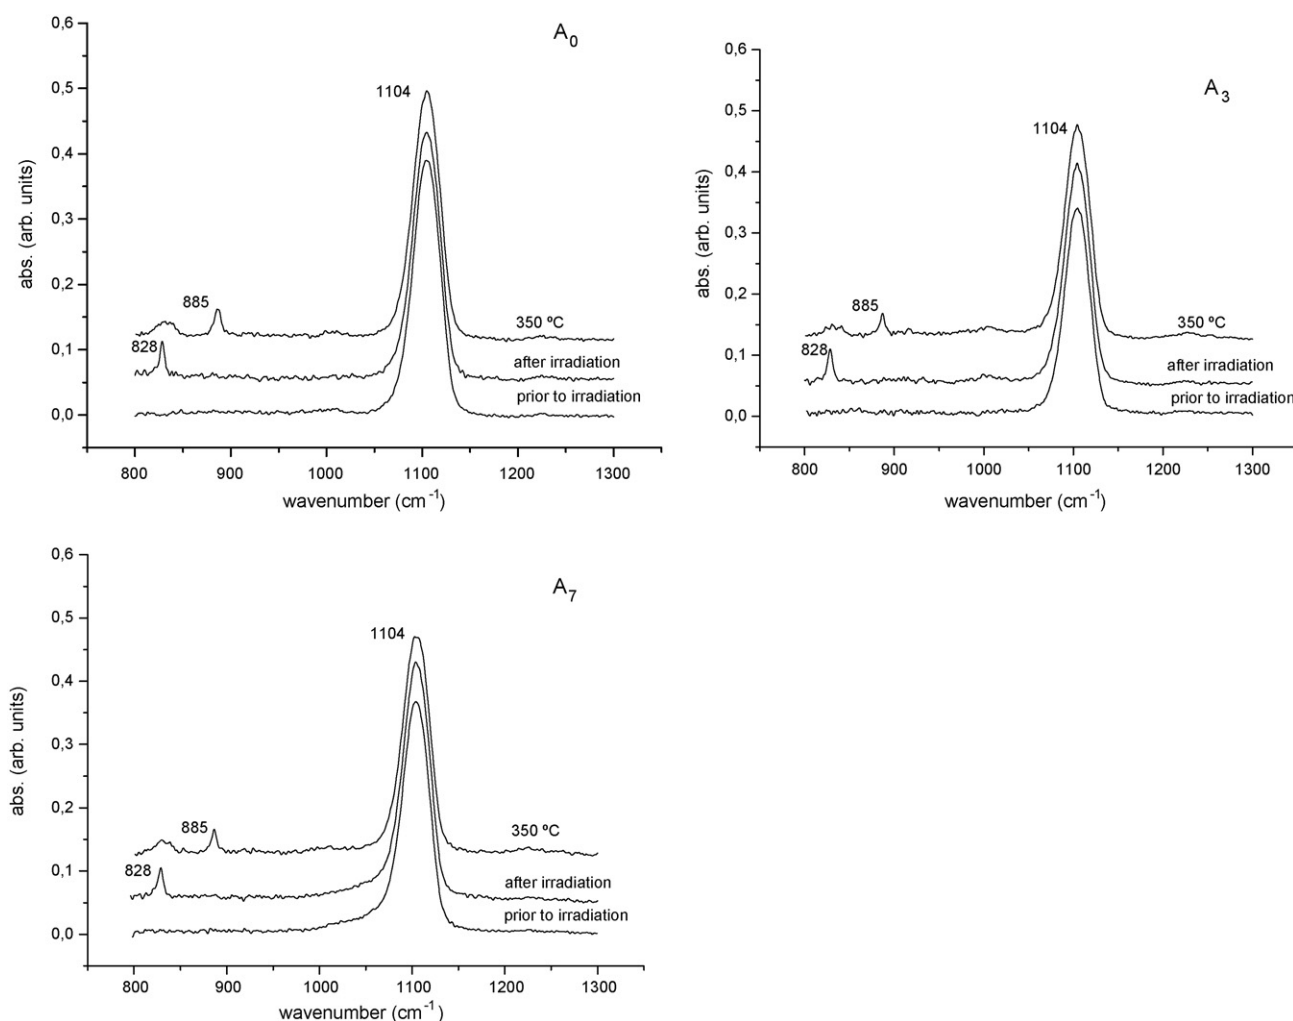 A0
0,6
0,5
0,4
0,3
0,2
0,1
0,0
abs. (arb. units)
1104
885
828
350 ºC
after irradiation
prior to irradiation
800 900 1000 1100 1200 1300
wavenumber (cm-1)
A3
0,6
0,5
0,4
0,3
0,2
0,1
0,0
abs. (arb. units)
1104
885
828
350 ºC
after irradiation
prior to irradiation
800 900 1000 1100 1200 1300
wavenumber (cm-1)
A7
0,6
0,5
0,4
0,3
0,2
0,1
0,0
abs. (arb. units)
1104
885
828
350 ºC
after irradiation
prior to irradiation
800 900 1000 1100 1200 1300
wavenumber (cm-1)